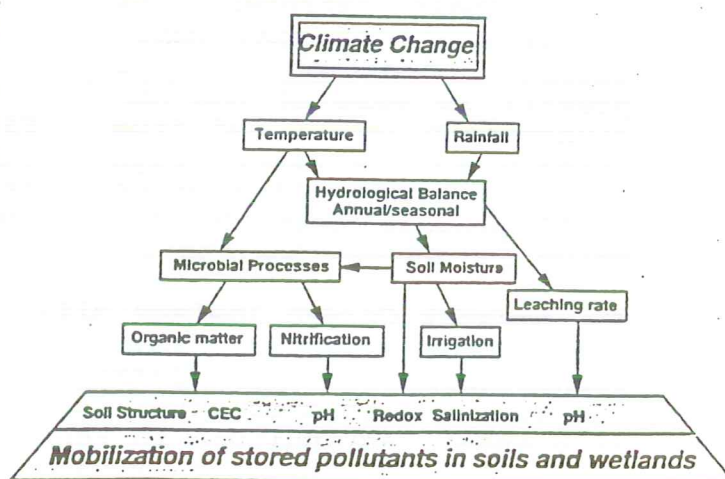 Climate Change
Temperature
Rainfall
Hydrological Balance
Annual/seasonal
Microbial Processes
Soil Moisture
Leaching rate
Organic matter
Nitrification
Irrigation
Soil Structure CEC pH Redox Salinization pH
Mobilization of stored pollutants in soils and wetlands